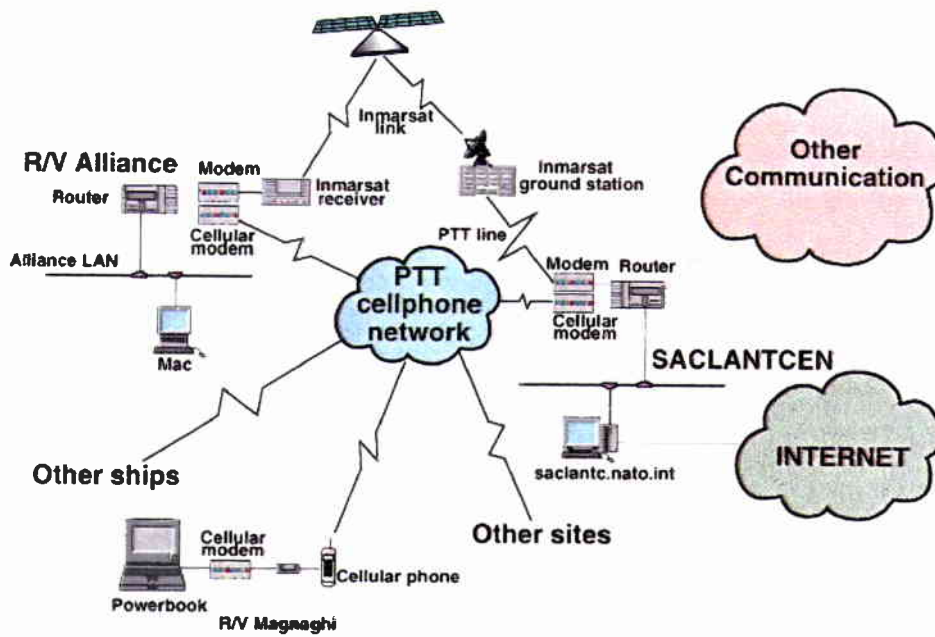 Inmarsat
link
R/V Alliance
Modem
Router
Inmarsat
receiver
Inmarsat
ground station
Other
Communication
Cellular
modem
PTT line
Alliance LAN
PTT
cellphone
network
Modem
Router
Cellular
modem
Mac
SACLANTCEN
Other ships
saclantc.nato.int
INTERNET
Other sites
Cellular
modem
Cellular phone
Powerbook
R/V Magnaghi